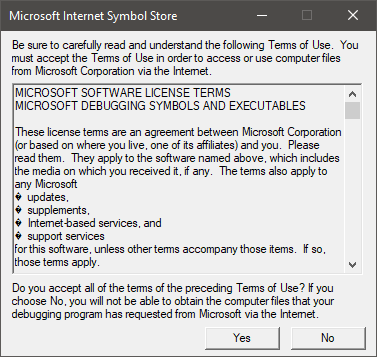 Microsoft Internet Symbol Store
Be sure to carefully read and understand the following Terms of Use.  You
must accept the Terms of Use in order to access or use computer files
from Microsoft Corporation via the Internet.
MICROSOFT SOFTWARE LICENSE TERMS
MICROSOFT DEBUGGING SYMBOLS AND EXECUTABLES
These license terms are an agreement between Microsoft Corporation
(or based on where you live, one of its affiliates) and you.  Please
read them.  They apply to the software named above, which includes
the media on which you received it, if any.  The terms also apply to
any Microsoft
� updates,
� supplements,
� Internet-based services, and
� support services
for this software, unless other terms accompany those items.  If so,
those terms apply.
Do you accept all of the terms of the preceding Terms of Use? If you
choose No, you will not be able to obtain the computer files that your
debugging program has requested from Microsoft via the Internet.
Yes
No